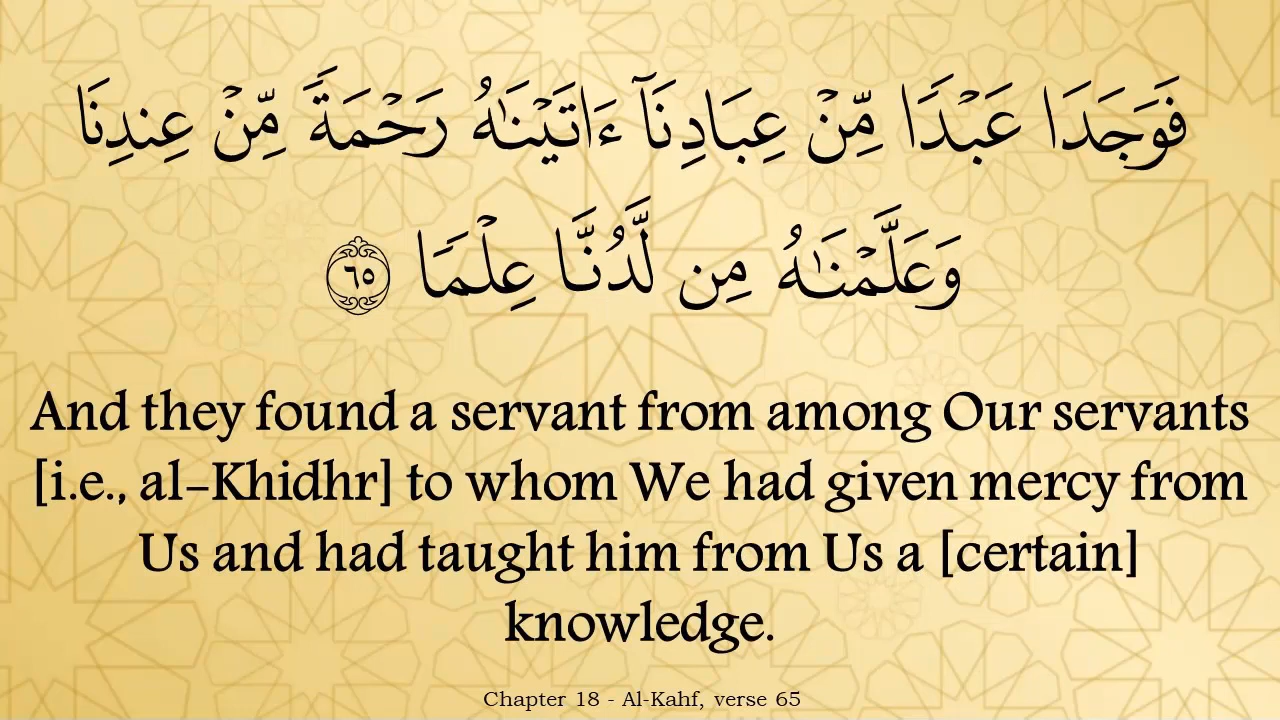 فَوَجَدَا عَبْدًا مِّنْ عِبَادِنَآ ءَاتَيْنَـٰهُ رَحْمَةً مِّنْ عِندِنَا
وَعَلَّمْنَـٰهُ مِن لَّدُنَّا عِلْمًا ٦٥
And they found a servant from among Our servants
[i.e., al–Khidhr] to whom We had given mercy from
Us and had taught him from Us a [certain]
knowledge.
Chapter 18 - Al-Kahf, verse 65